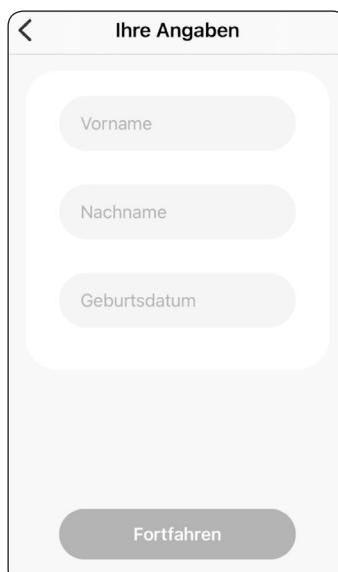 Ihre Angaben
Vorname
Nachname
Geburtsdatum
Fortfahren